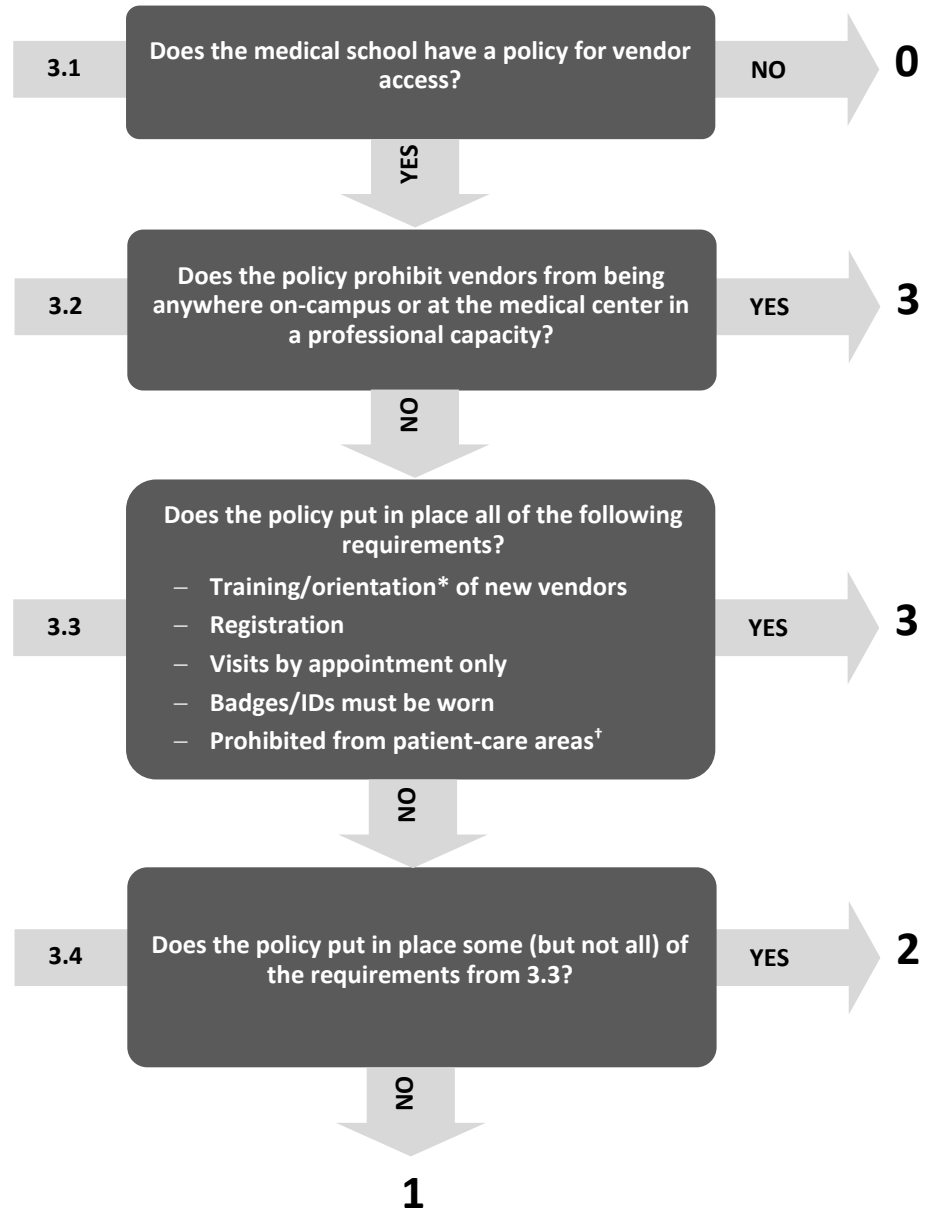 3.1
Does the medical school have a policy for vendor
access?
NO
0
YES
3.2
Does the policy prohibit vendors from being
anywhere on-campus or at the medical center in
a professional capacity?
YES
3
NO
3.3
Does the policy put in place all of the following
requirements?
– Training/orientation* of new vendors
– Registration
– Visits by appointment only
– Badges/IDs must be worn
– Prohibited from patient-care areas†
YES
3
NO
3.4
Does the policy put in place some (but not all) of
the requirements from 3.3?
YES
2
NO
1